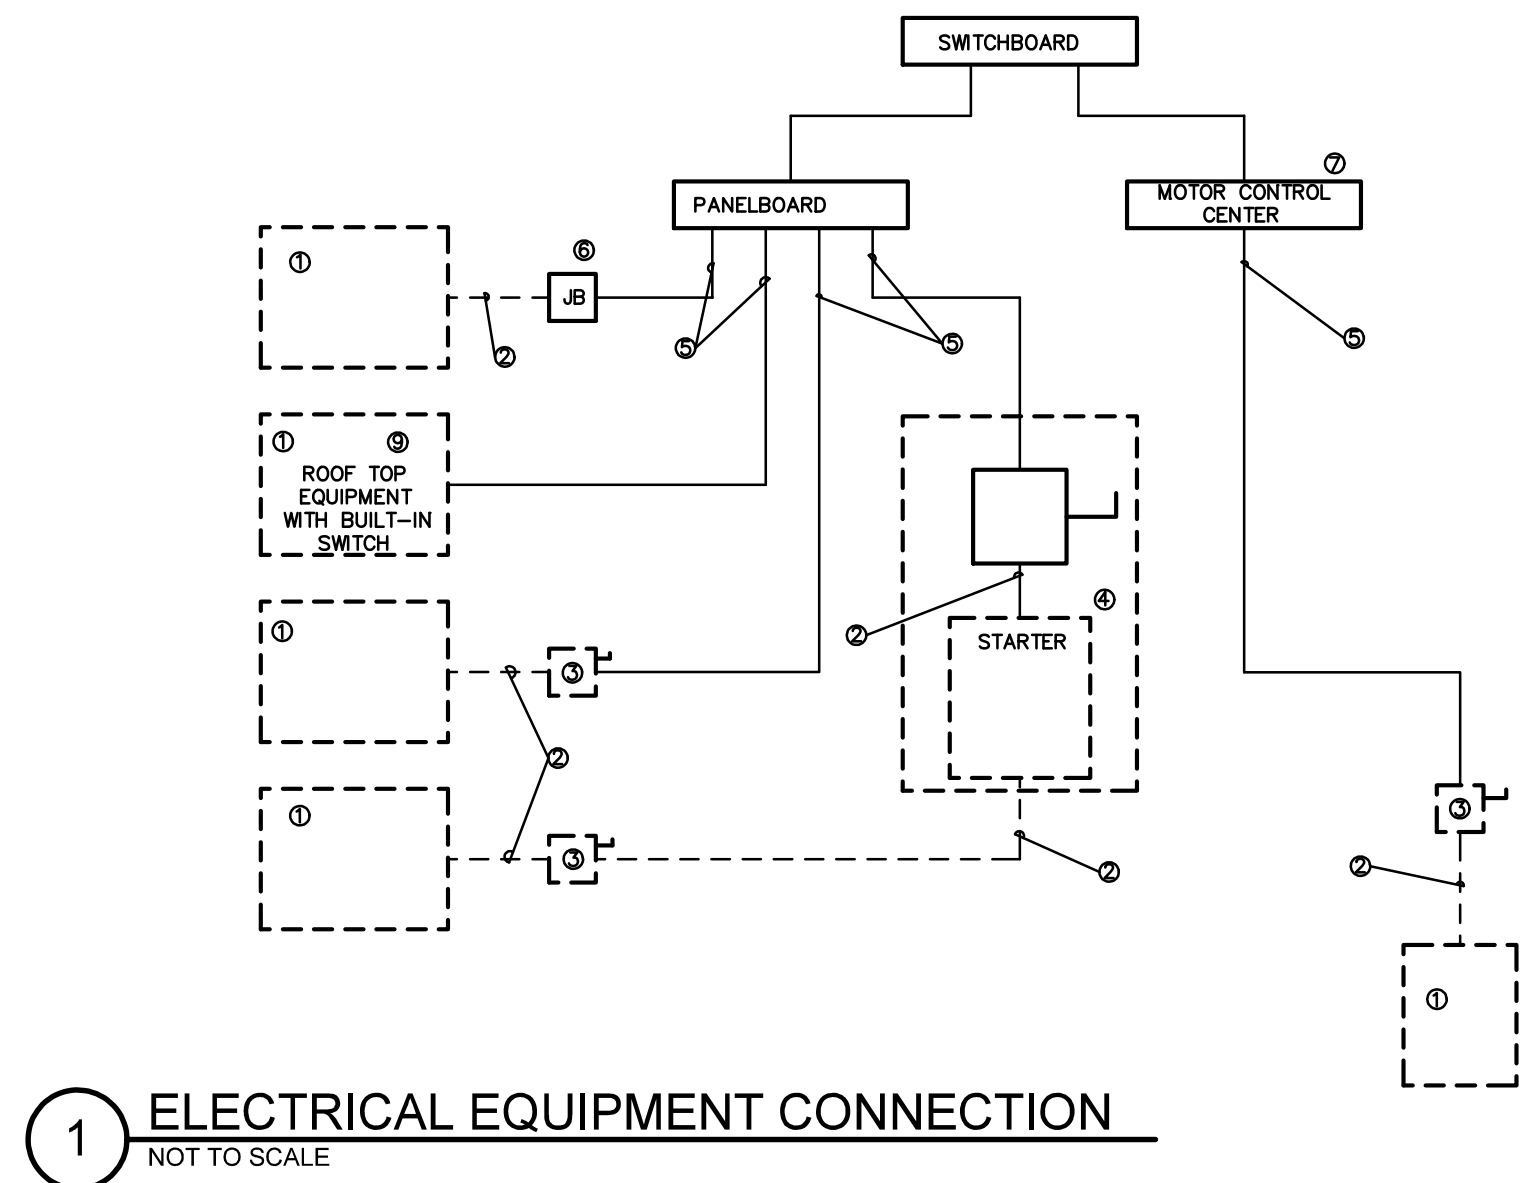 SWITCHBOARD
⑦
PANELBOARD
MOTOR CONTROL
CENTER
⑥
①
JB
②
⑤
⑤
⑤
①
⑨
ROOF TOP
EQUIPMENT
WITH BUILT-IN
SWITCH
④
①
②
STARTER
③
②
③
①
③
②
②
①
1
ELECTRICAL EQUIPMENT CONNECTION
NOT TO SCALE